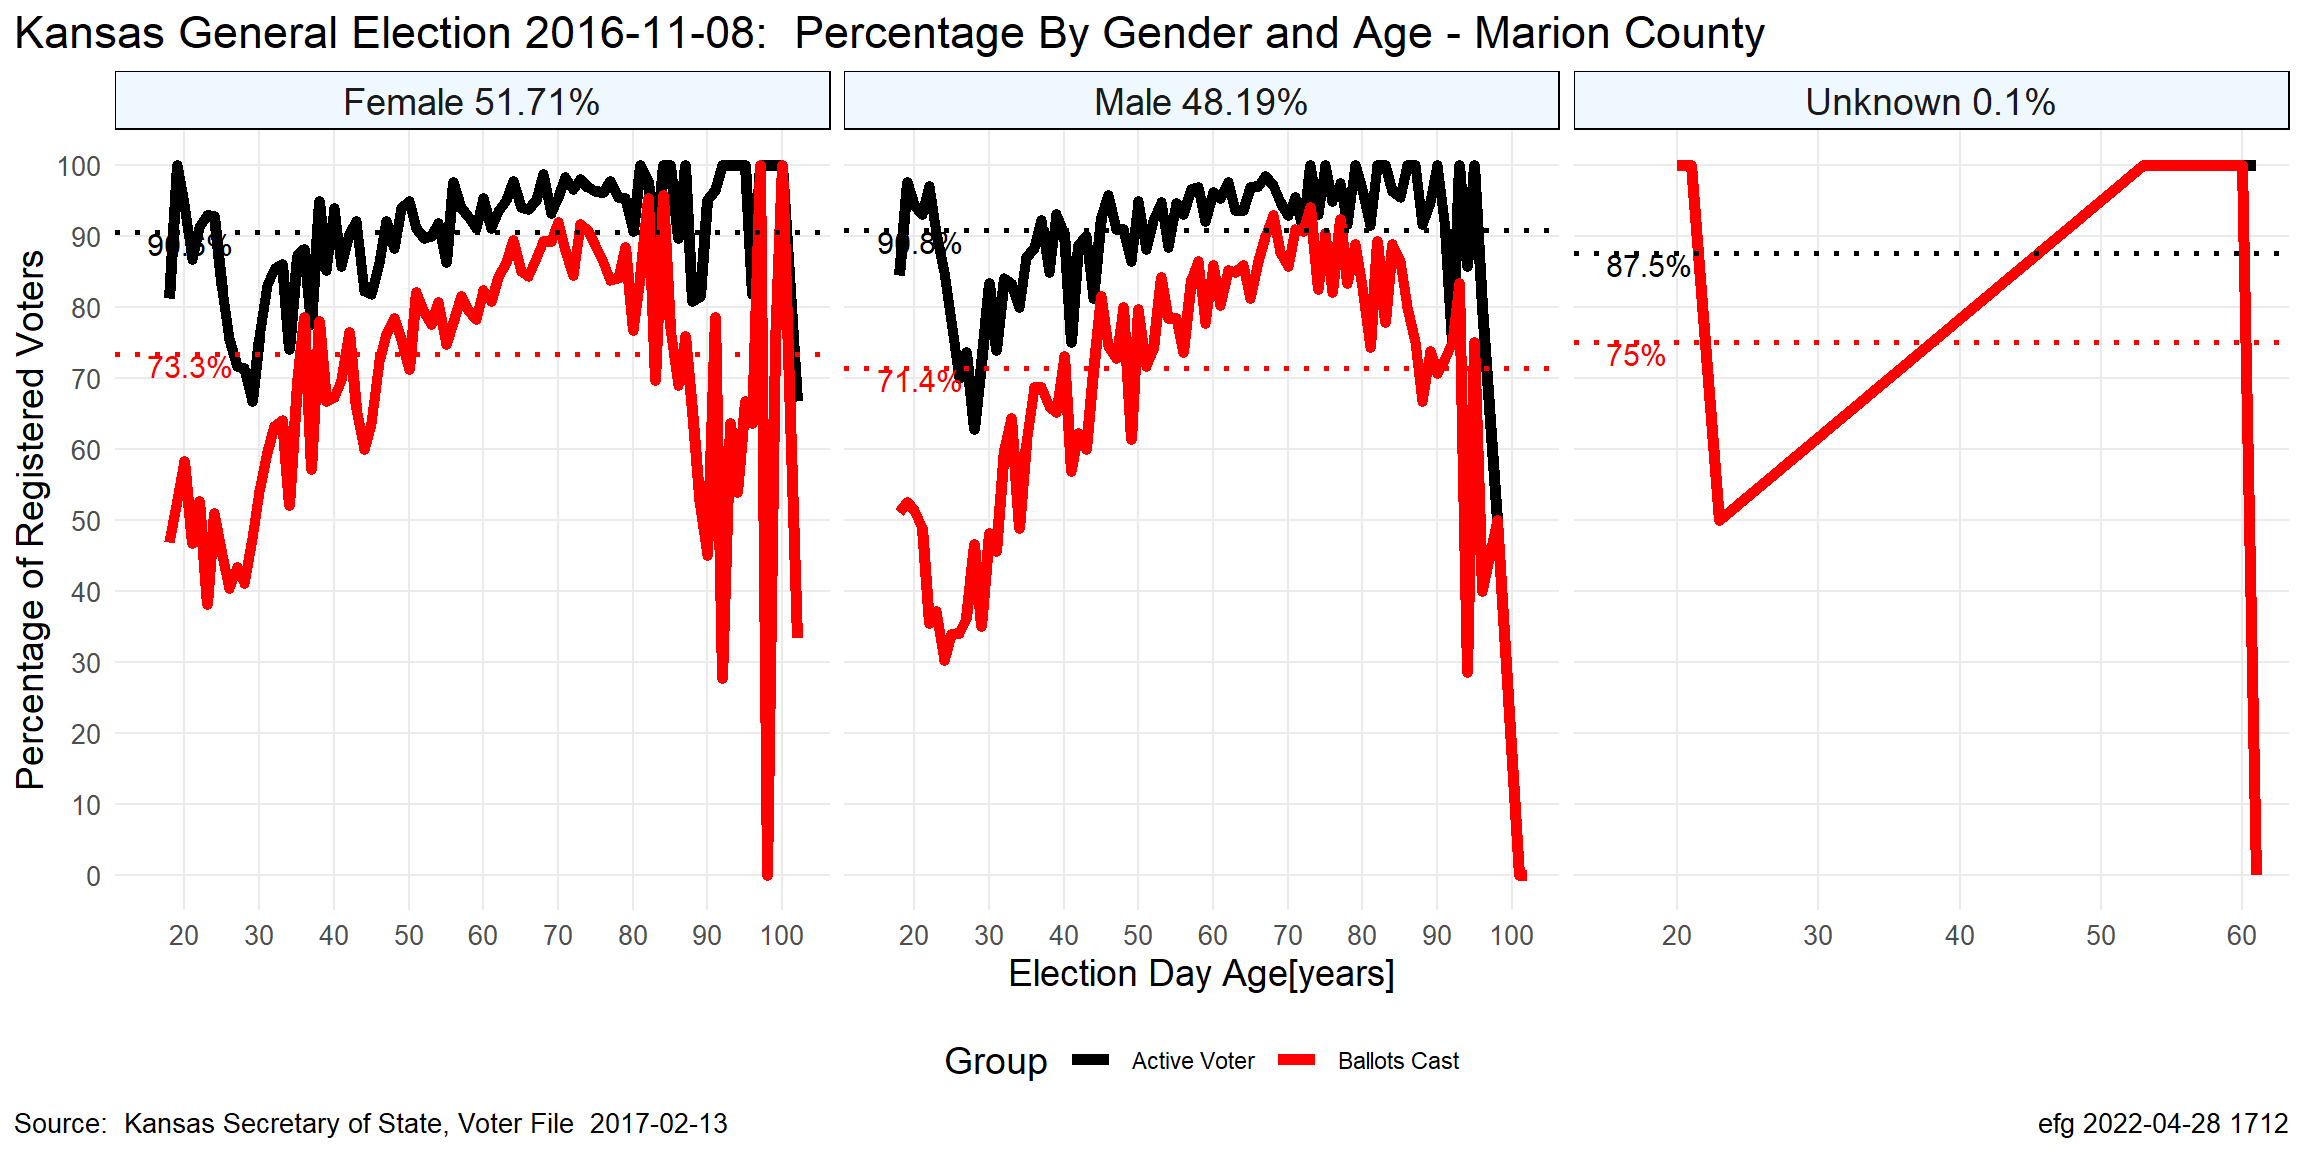 Kansas General Election 2016-11-08:  Percentage By Gender and Age - Marion County
Female 51.71%
Male 48.19%
Unknown 0.1%
Percentage of Registered Voters
100
90
80
70
60
50
40
30
20
10
0
90.5%
73.3%
90.8%
71.4%
87.5%
75%
20 30 40 50 60 70 80 90 100
20 30 40 50 60 70 80 90 100
20 30 40 50 60
Election Day Age[years]
Group Active Voter Ballots Cast
Source:  Kansas Secretary of State, Voter File  2017-02-13
efg 2022-04-28 1712